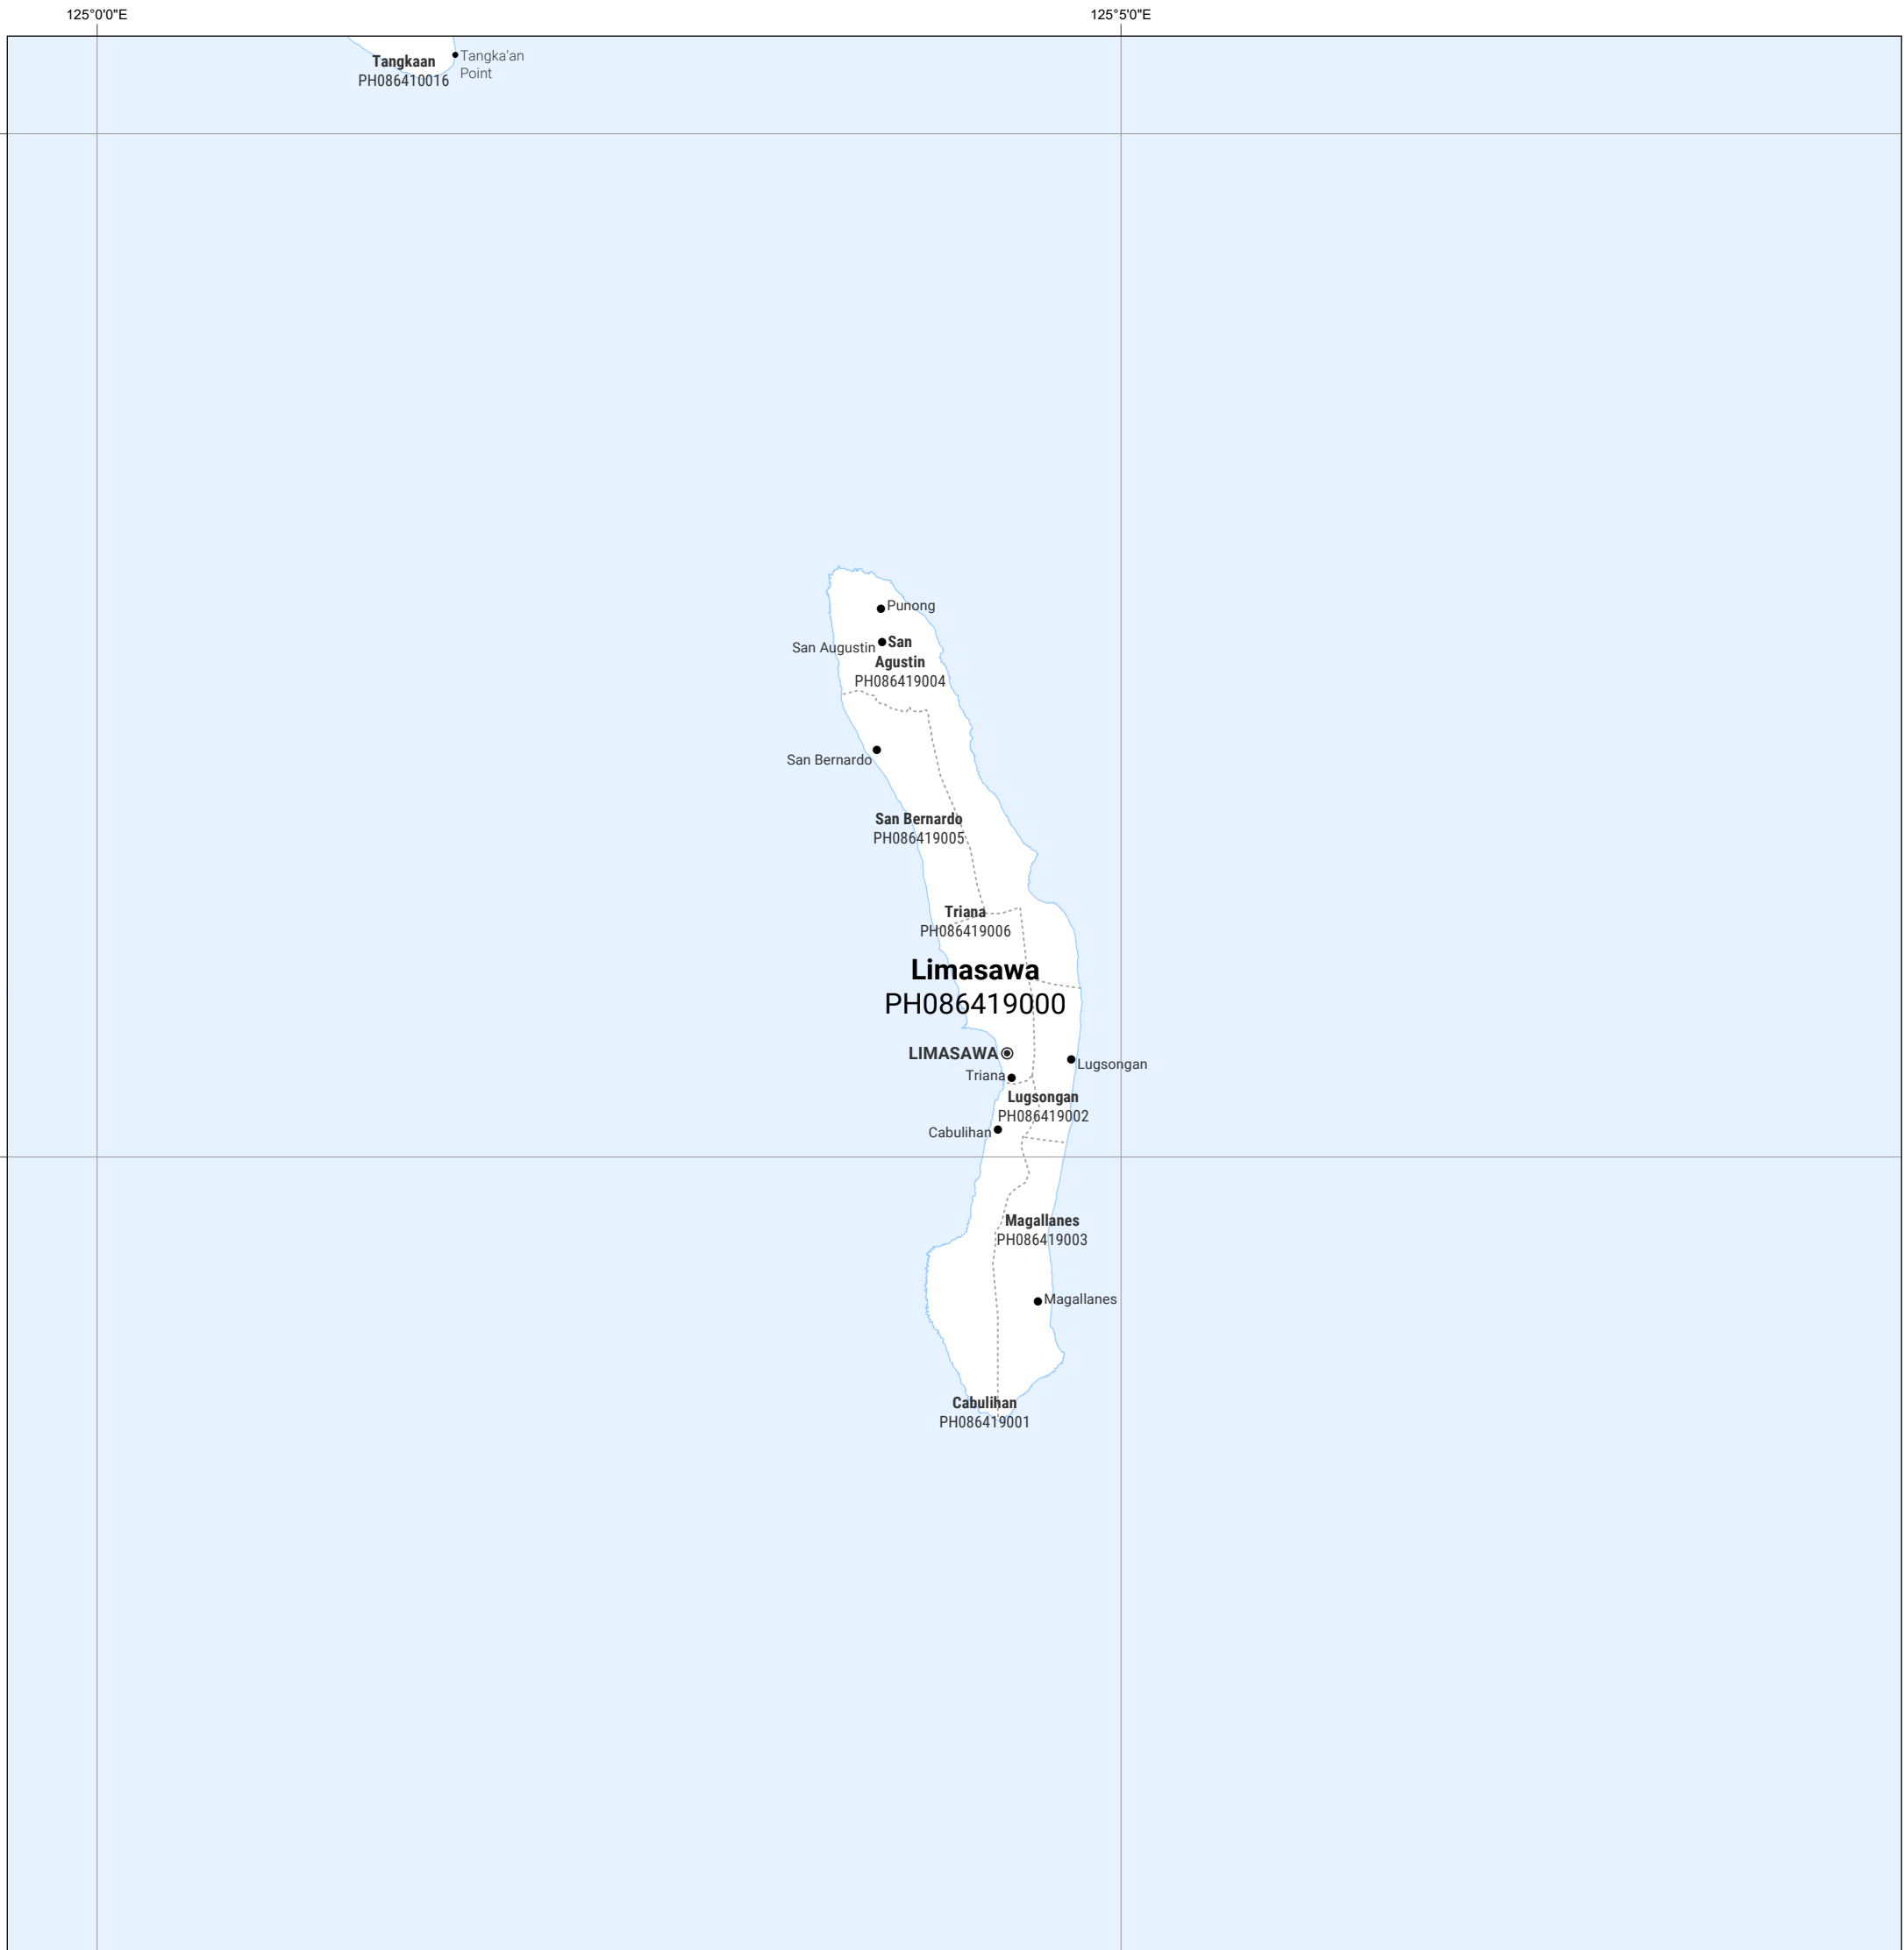 125°0'0"E
125°5'0"E
Tangkaan
PH086410016
Tangka'an
Point
Punong
San Augustin
San
Agustin
PH086419004
San Bernardo
San Bernardo
PH086419005
Triana
PH086419006
Limasawa
PH086419000
LIMASAWA
Lugsongan
Triana
Lugsongan
PH086419002
Cabulihan
Magallanes
PH086419003
Magallanes
Cabulihan
PH086419001